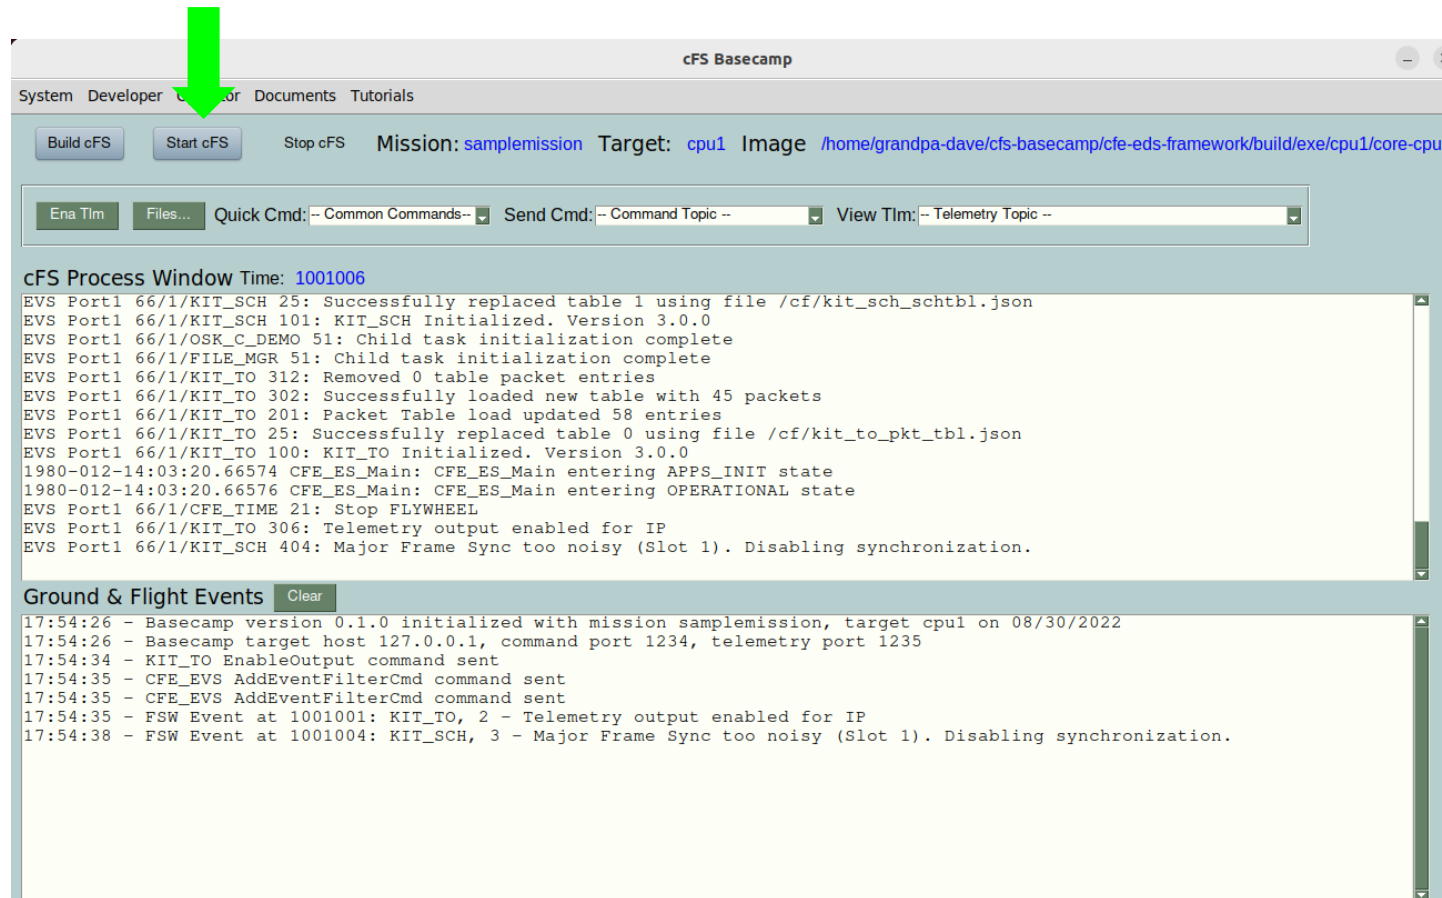 cFS Basecamp
System Developer Documents Tutorials
Build cFS Start cFS Stop cFS Mission: samplemission Target: cpu1 Image /home/grandpa-dave/cfs-basecamp/cfe-eds-framework/build/exe/cpu1/core-cpu
Ena Tlm Files... Quick Cmd: -- Common Commands-- Send Cmd: -- Command Topic -- View Tlm: -- Telemetry Topic --
cFS Process Window Time: 1001006
EVS Port1 66/1/KIT_SCH 25: Successfully replaced table 1 using file /cf/kit_sch_schtbl.json
EVS Port1 66/1/KIT_SCH 101: KIT_SCH Initialized. Version 3.0.0
EVS Port1 66/1/OSK_C_DEMO 51: Child task initialization complete
EVS Port1 66/1/FILE_MGR 51: Child task initialization complete
EVS Port1 66/1/KIT_TO 312: Removed 0 table packet entries
EVS Port1 66/1/KIT_TO 302: Successfully loaded new table with 45 packets
EVS Port1 66/1/KIT_TO 201: Packet Table load updated 58 entries
EVS Port1 66/1/KIT_TO 25: Successfully replaced table 0 using file /cf/kit_to_pkt_tbl.json
EVS Port1 66/1/KIT_TO 100: KIT_TO Initialized. Version 3.0.0
1980-012-14:03:20.66574 CFE_ES_Main: CFE_ES_Main entering APPS_INIT state
1980-012-14:03:20.66576 CFE_ES_Main: CFE_ES_Main entering OPERATIONAL state
EVS Port1 66/1/CFE_TIME 21: Stop FLYWHEEL
EVS Port1 66/1/KIT_TO 306: Telemetry output enabled for IP
EVS Port1 66/1/KIT_SCH 404: Major Frame Sync too noisy (Slot 1). Disabling synchronization.
Ground & Flight Events Clear
17:54:26 - Basecamp version 0.1.0 initialized with mission samplemission, target cpu1 on 08/30/2022
17:54:26 - Basecamp target host 127.0.0.1, command port 1234, telemetry port 1235
17:54:34 - KIT_TO EnableOutput command sent
17:54:35 - CFE_EVS AddEventFilterCmd command sent
17:54:35 - CFE_EVS AddEventFilterCmd command sent
17:54:35 - FSW Event at 1001001: KIT_TO, 2 - Telemetry output enabled for IP
17:54:38 - FSW Event at 1001004: KIT_SCH, 3 - Major Frame Sync too noisy (Slot 1). Disabling synchronization.